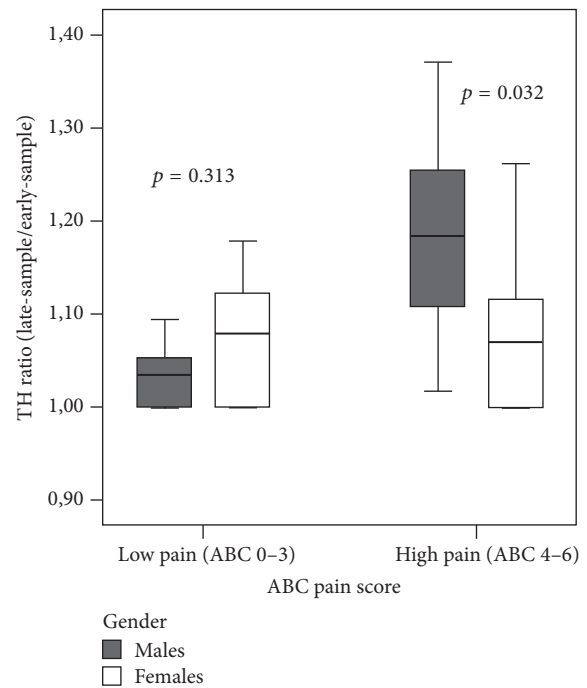 1,40
1,30
1,20
1,10
1,00
0,90
TH ratio (late-sample/early-sample)
p = 0.313
p = 0.032
Low pain (ABC 0–3)
High pain (ABC 4–6)
ABC pain score
Gender
Males
Females